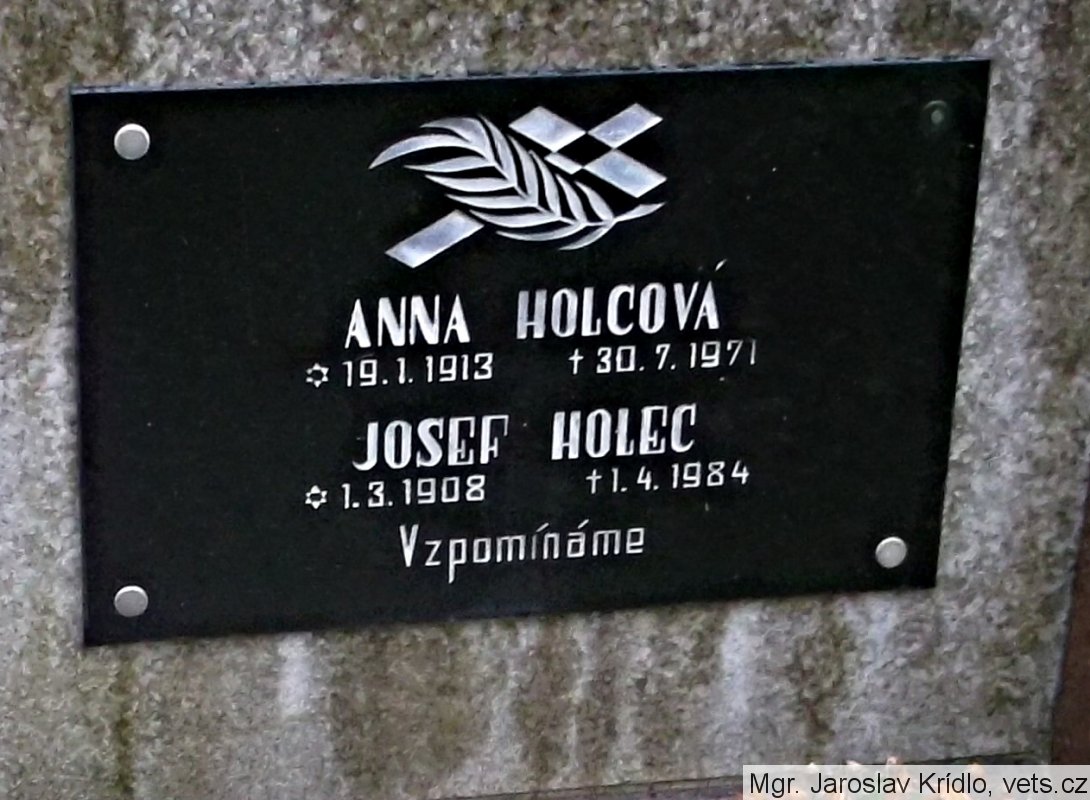 ANNA HOLCOVÁ
✡ 19.1.1913 † 30.7.1971
JOSEF HOLEC
✡ 1.3.1908 † 1.4.1984
Vzpomínáme
Mgr. Jaroslav Krídlo, vets.cz